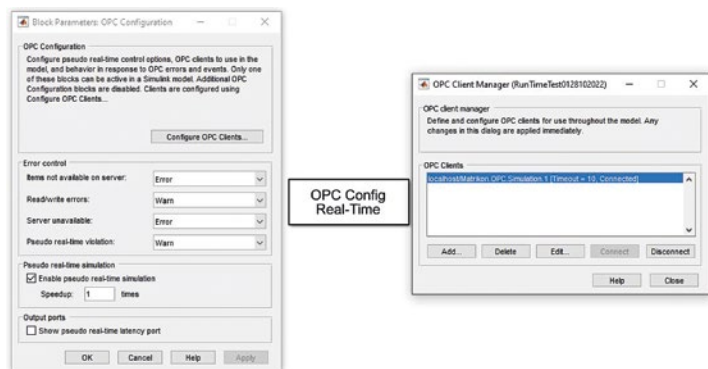 Block Parameters: OPC Configuration
OPC Configuration
Configure pseudo real-time control options, OPC clients to use in the
model, and behavior in response to OPC errors and events. Only one
of these blocks can be active in a Simulink model. Additional OPC
Configuration blocks are disabled. Clients are configured using
Configure OPC Clients...
Configure OPC Clients...
Error control
Items not available on server: Error
Read/write errors: Warn
Server unavailable: Error
Pseudo real-time violation: Warn
Pseudo real-time simulation
Enable pseudo real-time simulation
Speedup: 1 times
Output ports
Show pseudo real-time latency port
OK Cancel Help Apply
OPC Config
Real-Time
OPC Client Manager (RunTimeTest0128102022)
OPC client manager
Define and configure OPC clients for use throughout the model. Any
changes in this dialog are applied immediately.
OPC Clients
localhost/Matrikon.OPC.Simulation.1 [Timeout = 10, Connected]
Add... Delete Edit... Connect Disconnect
Help Close